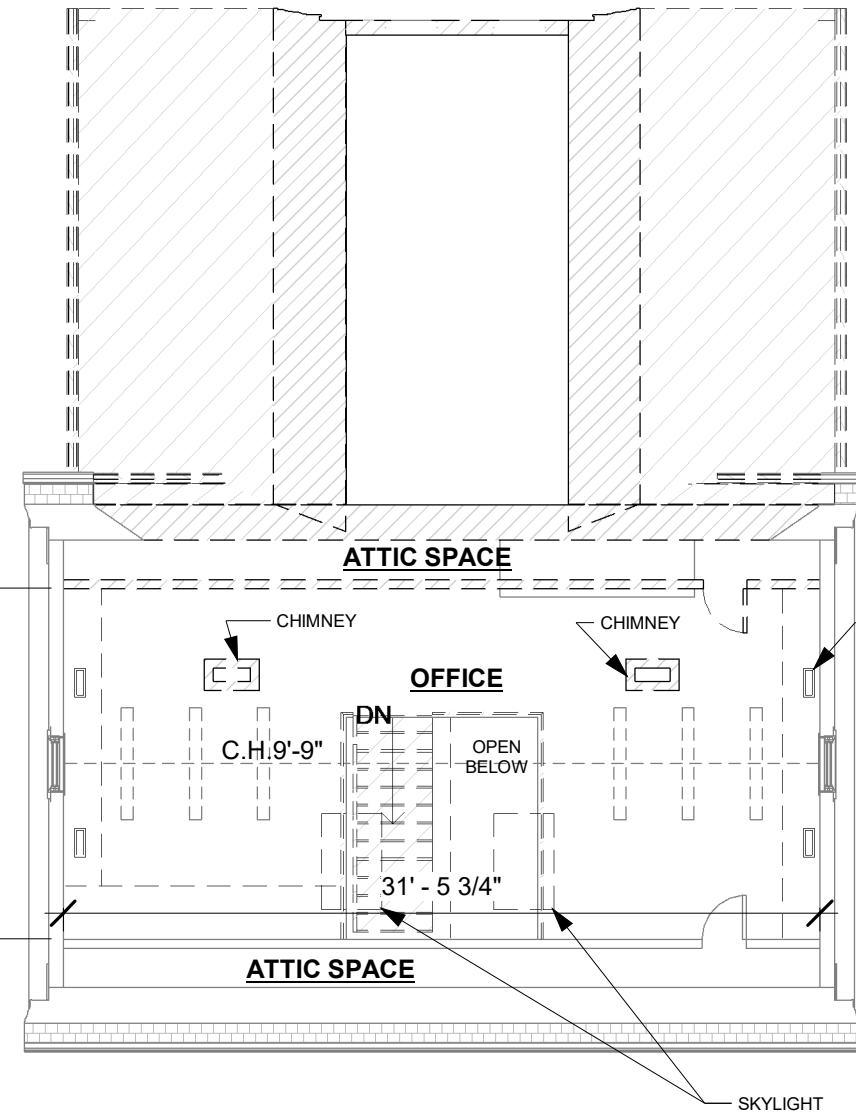 ATTIC SPACE
CHIMNEY
CHIMNEY
OFFICE
DN
C.H.9'-9"
OPEN
BELOW
31' - 5 3/4"
ATTIC SPACE
SKYLIGHT